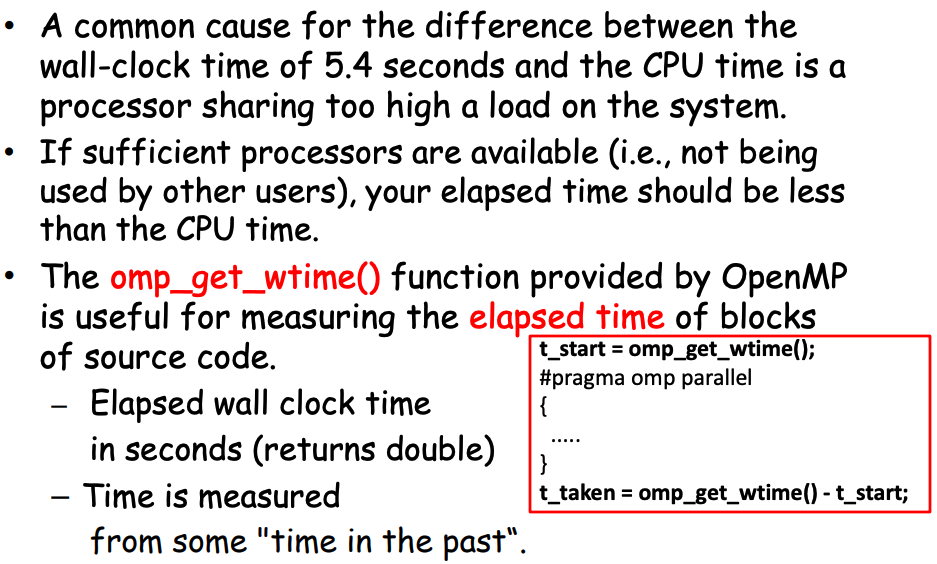 • A common cause for the difference between the
wall-clock time of 5.4 seconds and the CPU time is a
processor sharing too high a load on the system.
• If sufficient processors are available (i.e., not being
used by other users), your elapsed time should be less
than the CPU time.
• The omp_get_wtime() function provided by OpenMP
is useful for measuring the elapsed time of blocks
of source code.
– Elapsed wall clock time
in seconds (returns double)
– Time is measured
from some "time in the past“.
t_start = omp_get_wtime();
#pragma omp parallel
{
.....
}
t_taken = omp_get_wtime() - t_start;